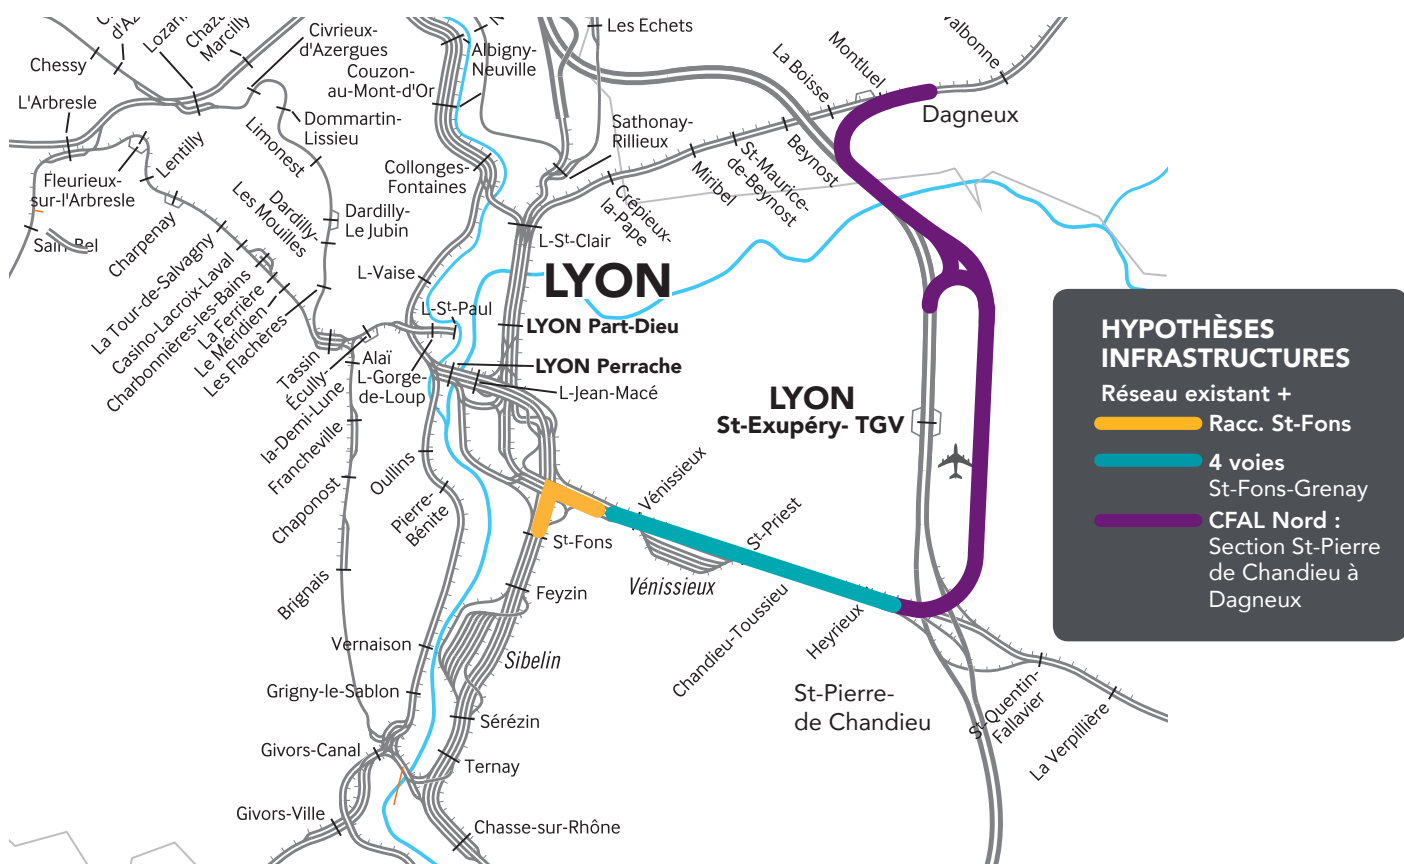 Les Echets
Civrieux-
d'Azergues
Chessy
L'Arbresle
Marcilly
Albigny-
Neuville
Couzon-
au-Mont-d'Or
Dommartin-
Lissieu
Limonest
Lentilly
Fleurieux-
sur-l'Arbresle
Collonges-
Fontaines
Sathonay-
Rillieux
La Boisse
Montluel
Dagneux
Beynost
St-Maurice-
de-Beynost
Miribel
Crépieux-
la-Pape
Dardilly-
Les Mouilles
Dardilly-
Le Jubin
Charpenay
La Tour-de-Salvagny
Casino-Lacroix-Laval
Charbonnières-les-Bains
La Ferrière
Le Méridien
Les Flachères
L-St-Clair
L-Vaise
LYON
L-St-Paul
LYON Part-Dieu
LYON Perrache
L-Jean-Macé
Tassin
Écully-
la-Demi-Lune
Alaï
L-Gorge-
de-Loup
Francheville
Chaponost
Brignais
Oullins
Pierre-
Bénite
LYON
St-Exupéry- TGV
Vénissieux
St-Priest
St-Fons
Vénissieux
Feyzin
Chandieu-Toussieu
Heyrieux
Vernaison
Sibelin
Grigny-le-Sablon
Sérézin
St-Pierre-
de Chandieu
St-Quentin-
Fallavier
La Verpillière
Givors-Canal
Ternay
Givors-Ville
Chasse-sur-Rhône
HYPOTHÈSES
INFRASTRUCTURES
Réseau existant +
Racc. St-Fons
4 voies
St-Fons-Grenay
CFAL Nord :
Section St-Pierre
de Chandieu à
Dagneux